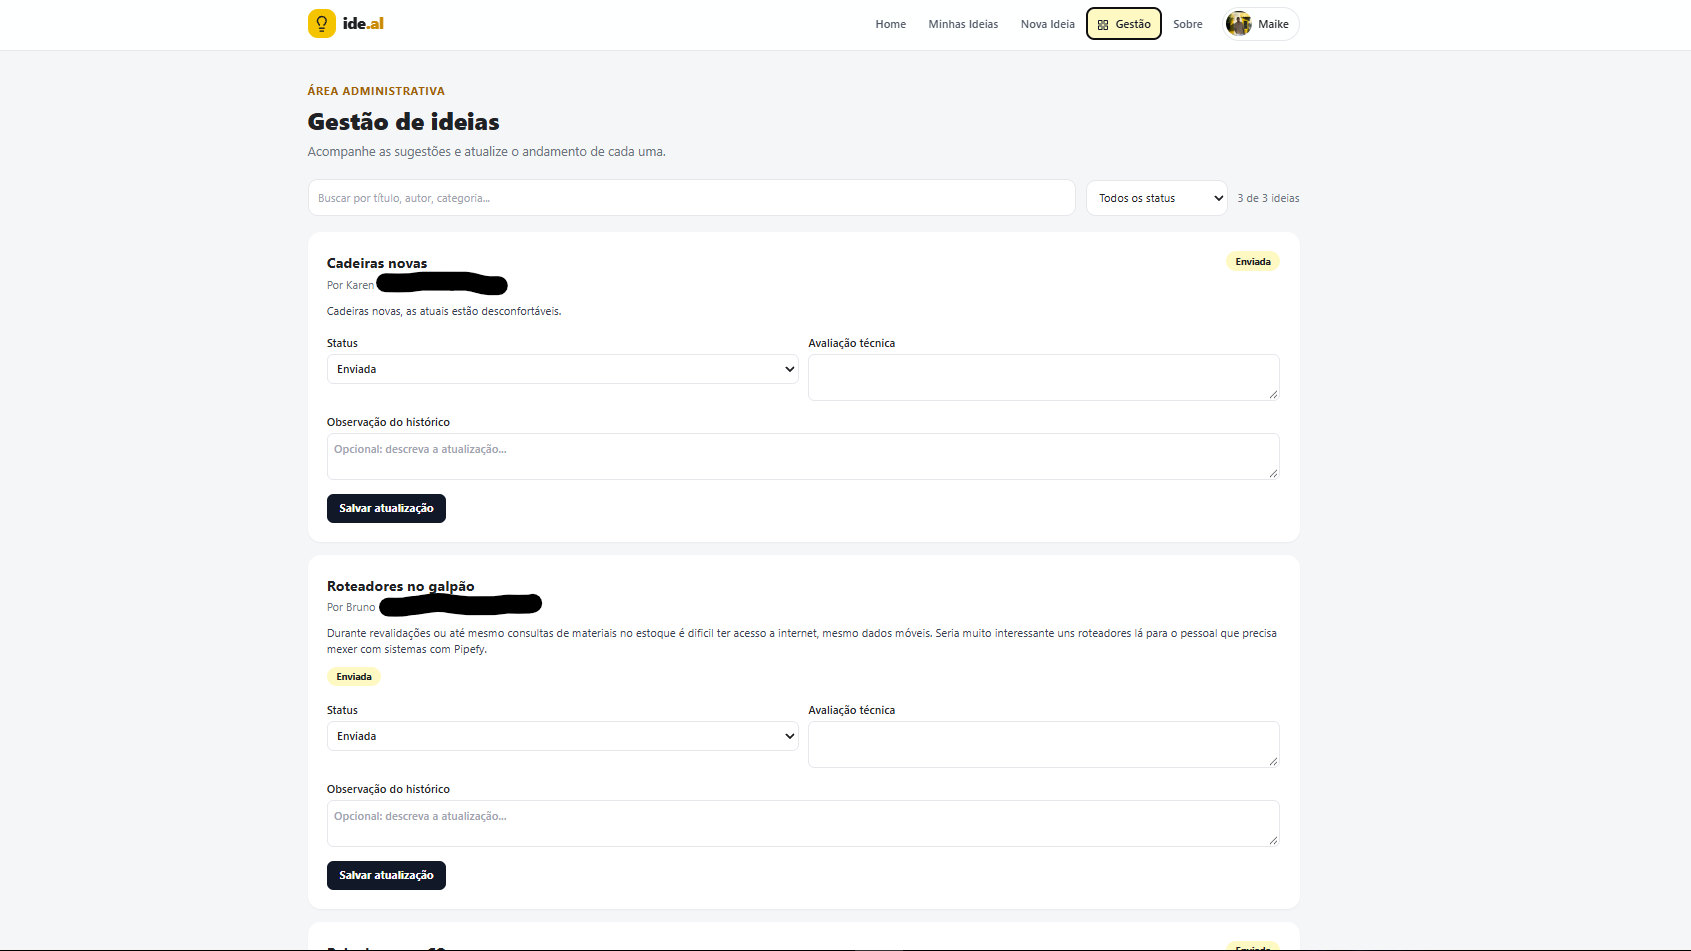 ide.al
Home
Minhas Ideias
Nova Ideia
Gestão
Sobre
Maike
ÁREA ADMINISTRATIVA
Gestão de ideias
Acompanhe as sugestões e atualize o andamento de cada uma.
Buscar por título, autor, categoria...
Todos os status
3 de 3 ideias
Cadeiras novas
Enviada
Por Karen
Cadeiras novas, as atuais estão desconfortáveis.
Status
Avaliação técnica
Enviada
Observação do histórico
Opcional: descreva a atualização...
Salvar atualização
Roteadores no galpão
Por Bruno
Durante revalidações ou até mesmo consultas de materiais no estoque é dificil ter acesso a internet, mesmo dados móveis. Seria muito interessante uns roteadores lá para o pessoal que precisa
mexer com sistemas com Pipefy.
Enviada
Status
Avaliação técnica
Enviada
Observação do histórico
Opcional: descreva a atualização...
Salvar atualização
Enviada